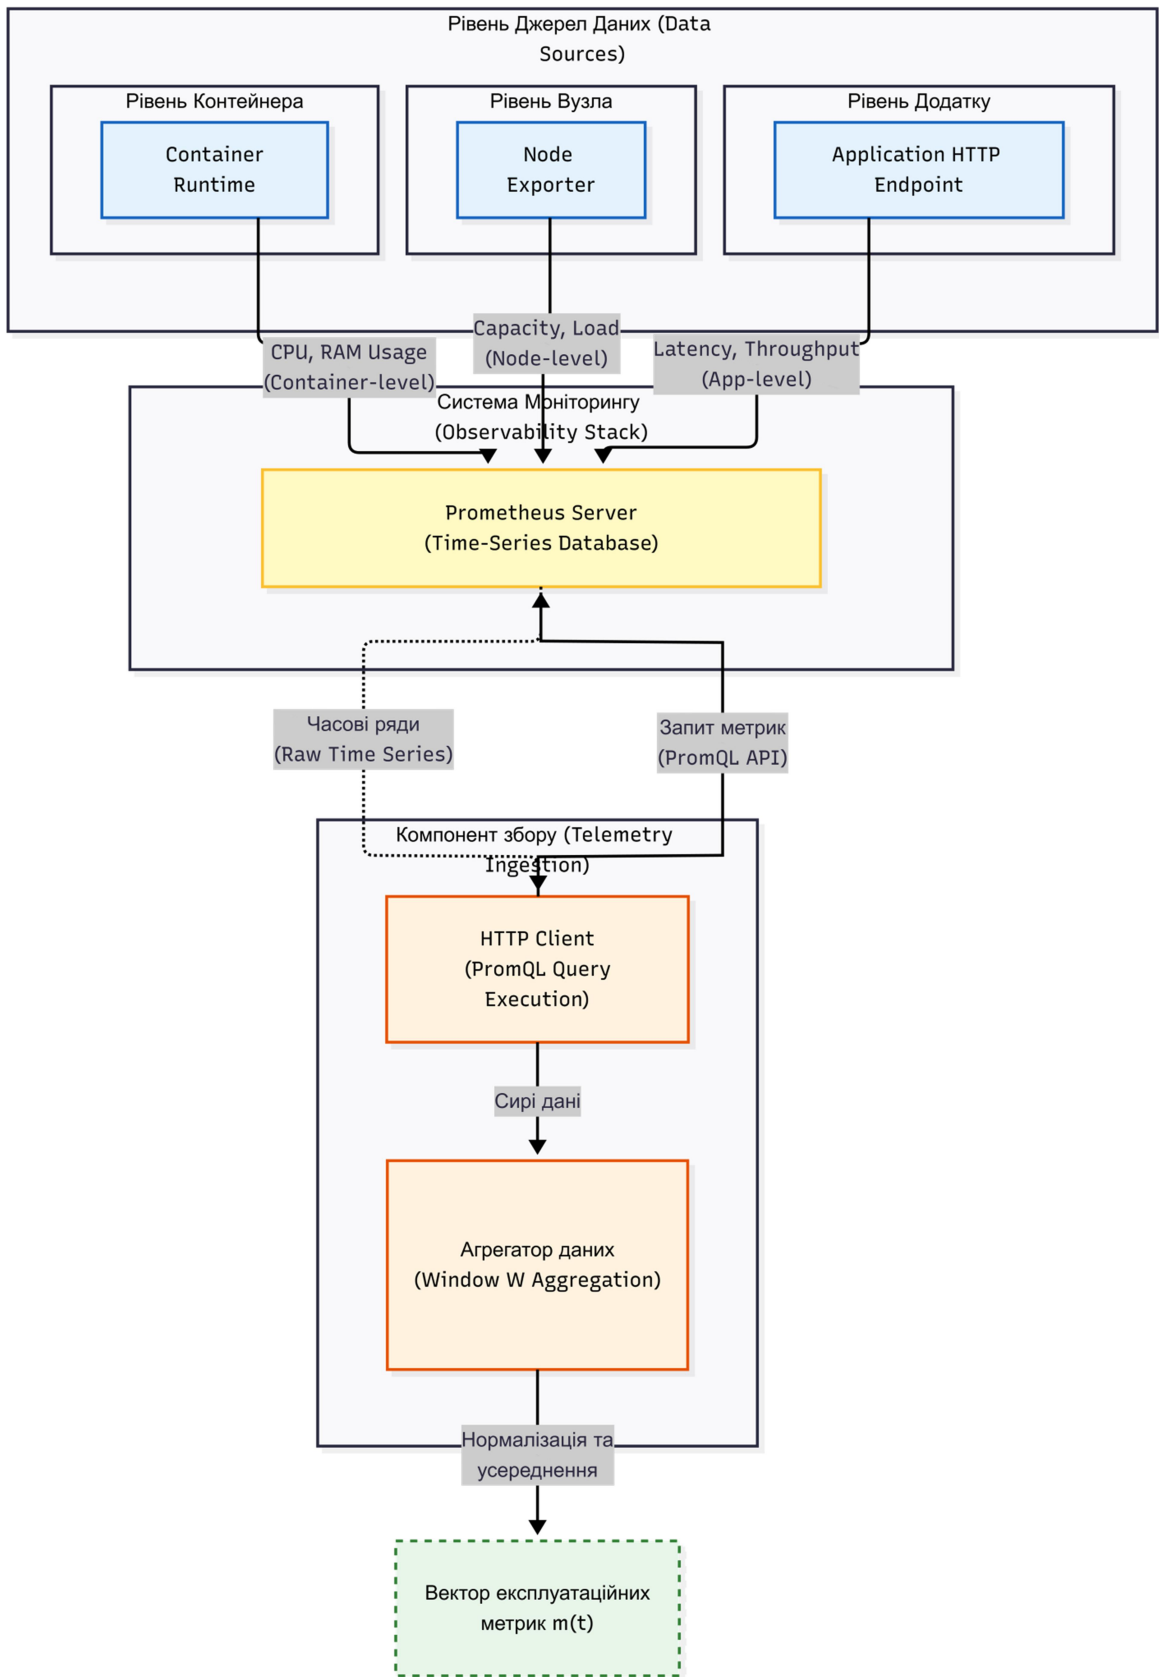 Рівень Джерел Даних (Data
Sources)
Рівень Контейнера
Рівень Вузла
Рівень Додатку
Container
Runtime
Node
Exporter
Application HTTP
Endpoint
CPU, RAM Usage
(Container-level)
Capacity, Load
(Node-level)
Latency, Throughput
(App-level)
Система Моніторингу
(Observability Stack)
Prometheus Server
(Time-Series Database)
Часові ряди
(Raw Time Series)
Запит метрик
(PromQL API)
Компонент збору (Telemetry
Ingestion)
HTTP Client
(PromQL Query
Execution)
Сирі дані
Агрегатор даних
(Window W Aggregation)
Нормалізація та
усереднення
Вектор експлуатаційних
метрик m(t)